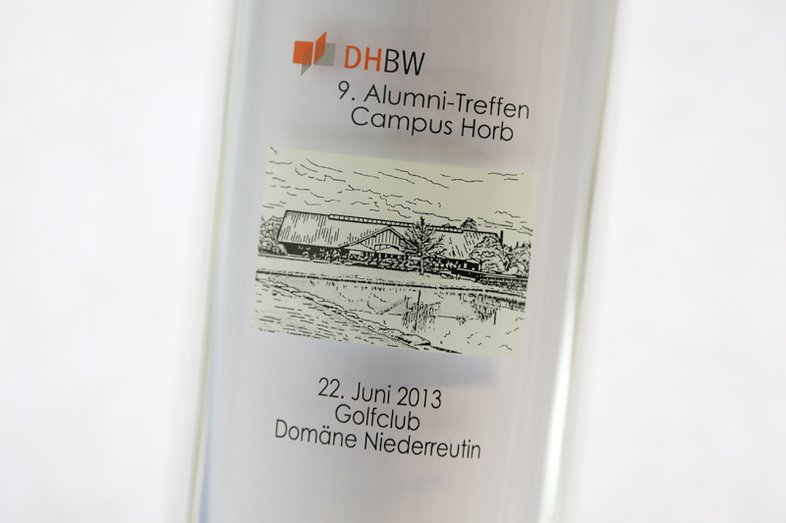 DHBW
9. Alumni-Treffen
Campus Horb
22. Juni 2013
Golfclub
Domäne Niederreutin